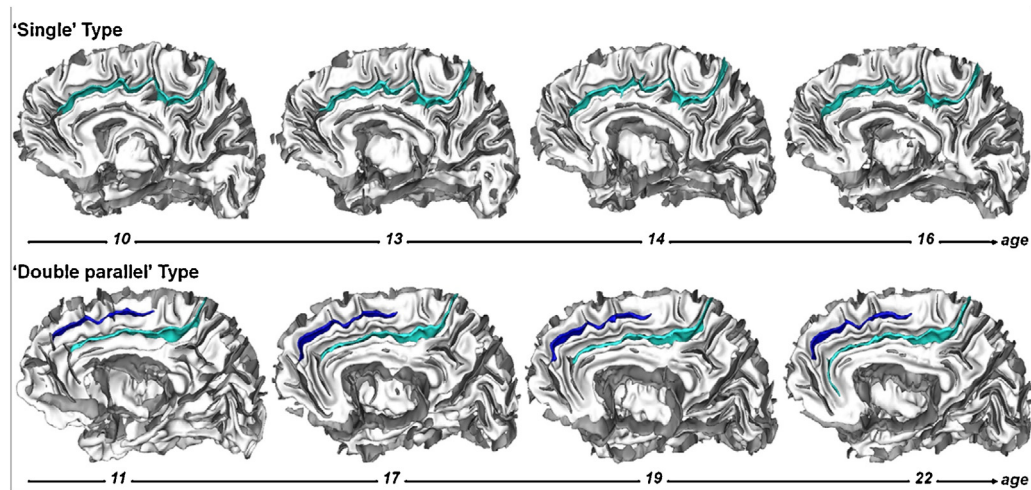 ‘Single’ Type
10 13 14 16 age
‘Double parallel’ Type
11 17 19 22 age